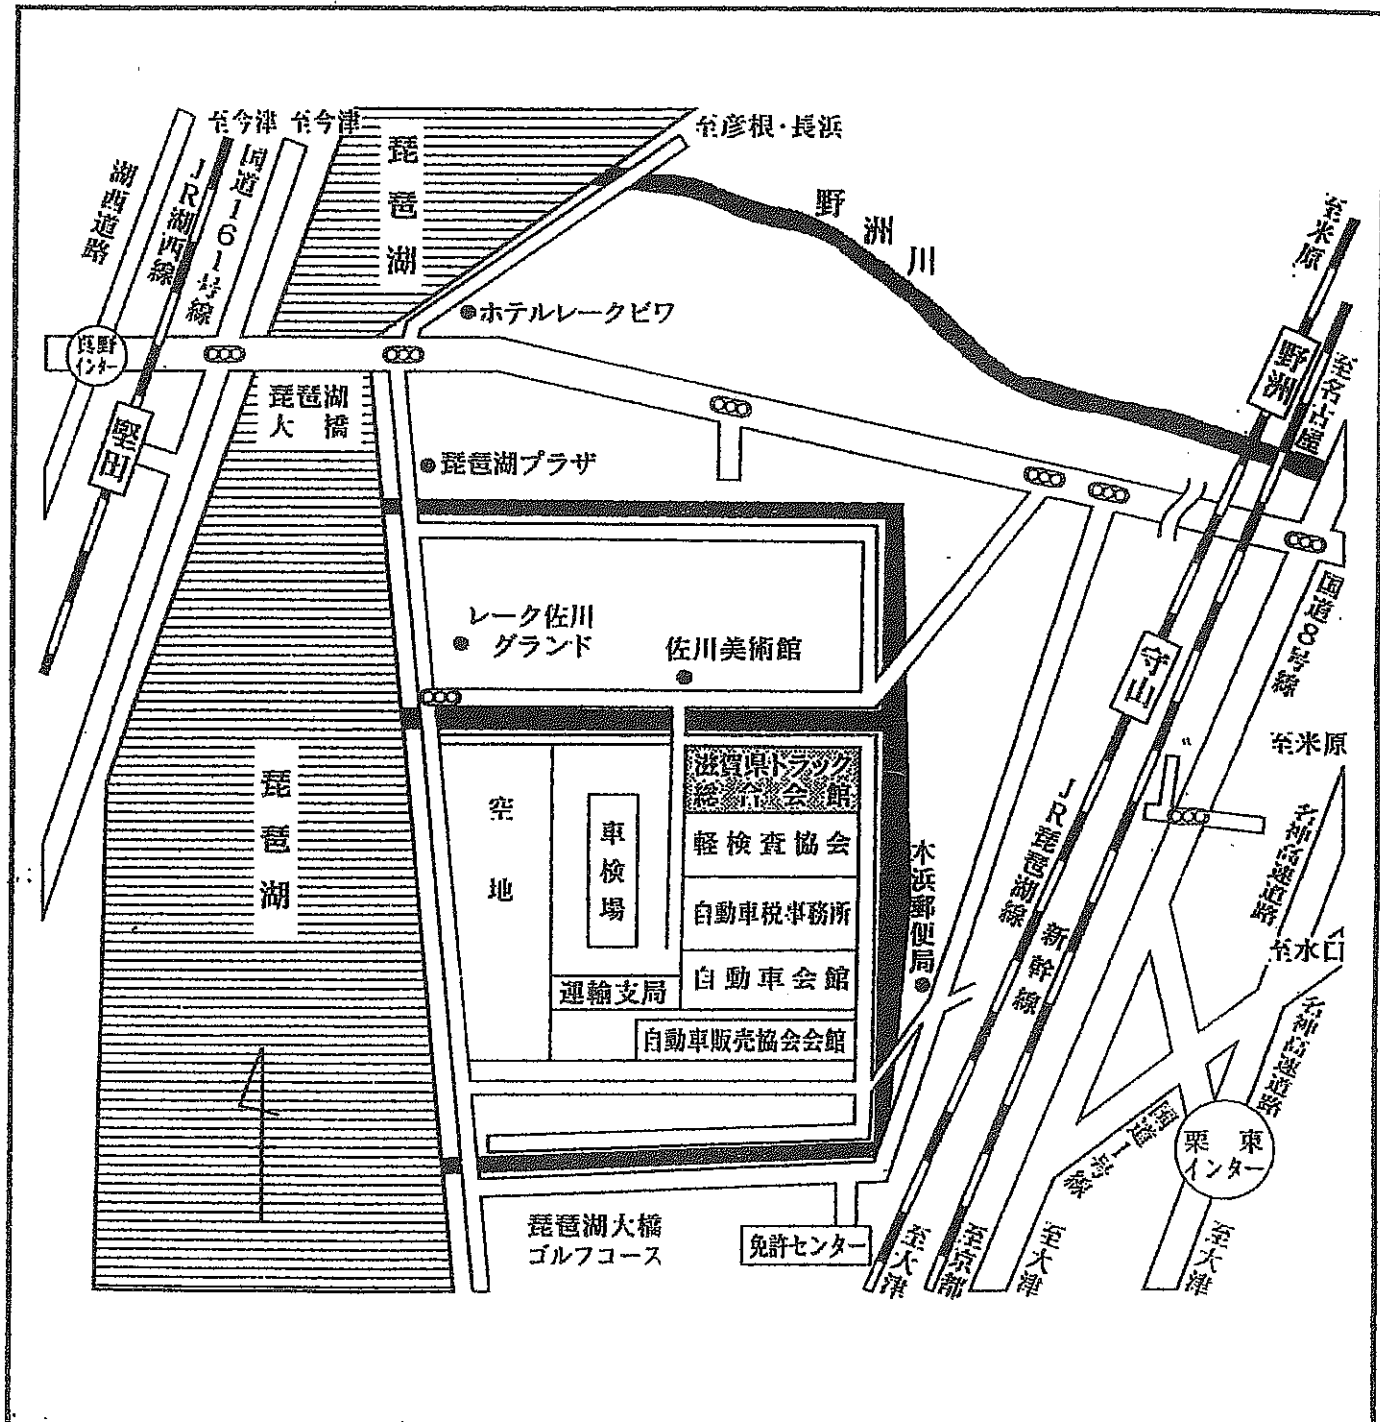 至今津
至今津
琵琶湖
至彦根・長浜
湖西道路
JR湖西線
国道161号線
野洲川
至米原
ホテルレークビワ
真野
インター
野洲
至名古屋
琵琶湖
大橋
堅田
琵琶湖プラザ
国道8号線
レーク佐川
グランド
佐川美術館
守山
至米原
琵琶湖
空地
車検場
滋賀県トラック
総合会館
軽検査協会
自動車税事務所
自動車会館
運輸支局
自動車販売協会会館
木浜郵便局
JR琵琶湖線
新幹線
名神高速道路
至水口
名神高速道路
国道1号線
栗東
インター
琵琶湖大橋
ゴルフコース
免許センター
至大津
至京都
至大津
至大津